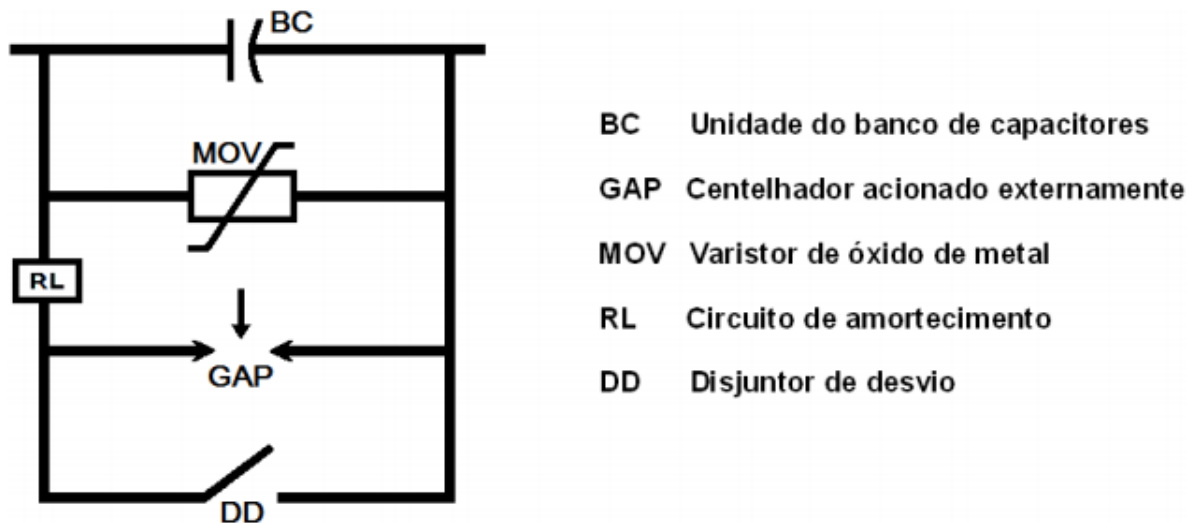 BC
MOV
RL
GAP
DD
BC Unidade do banco de capacitores
GAP Centelhador acionado externamente
MOV Varistor de óxido de metal
RL Circuito de amortecimento
DD Disjuntor de desvio